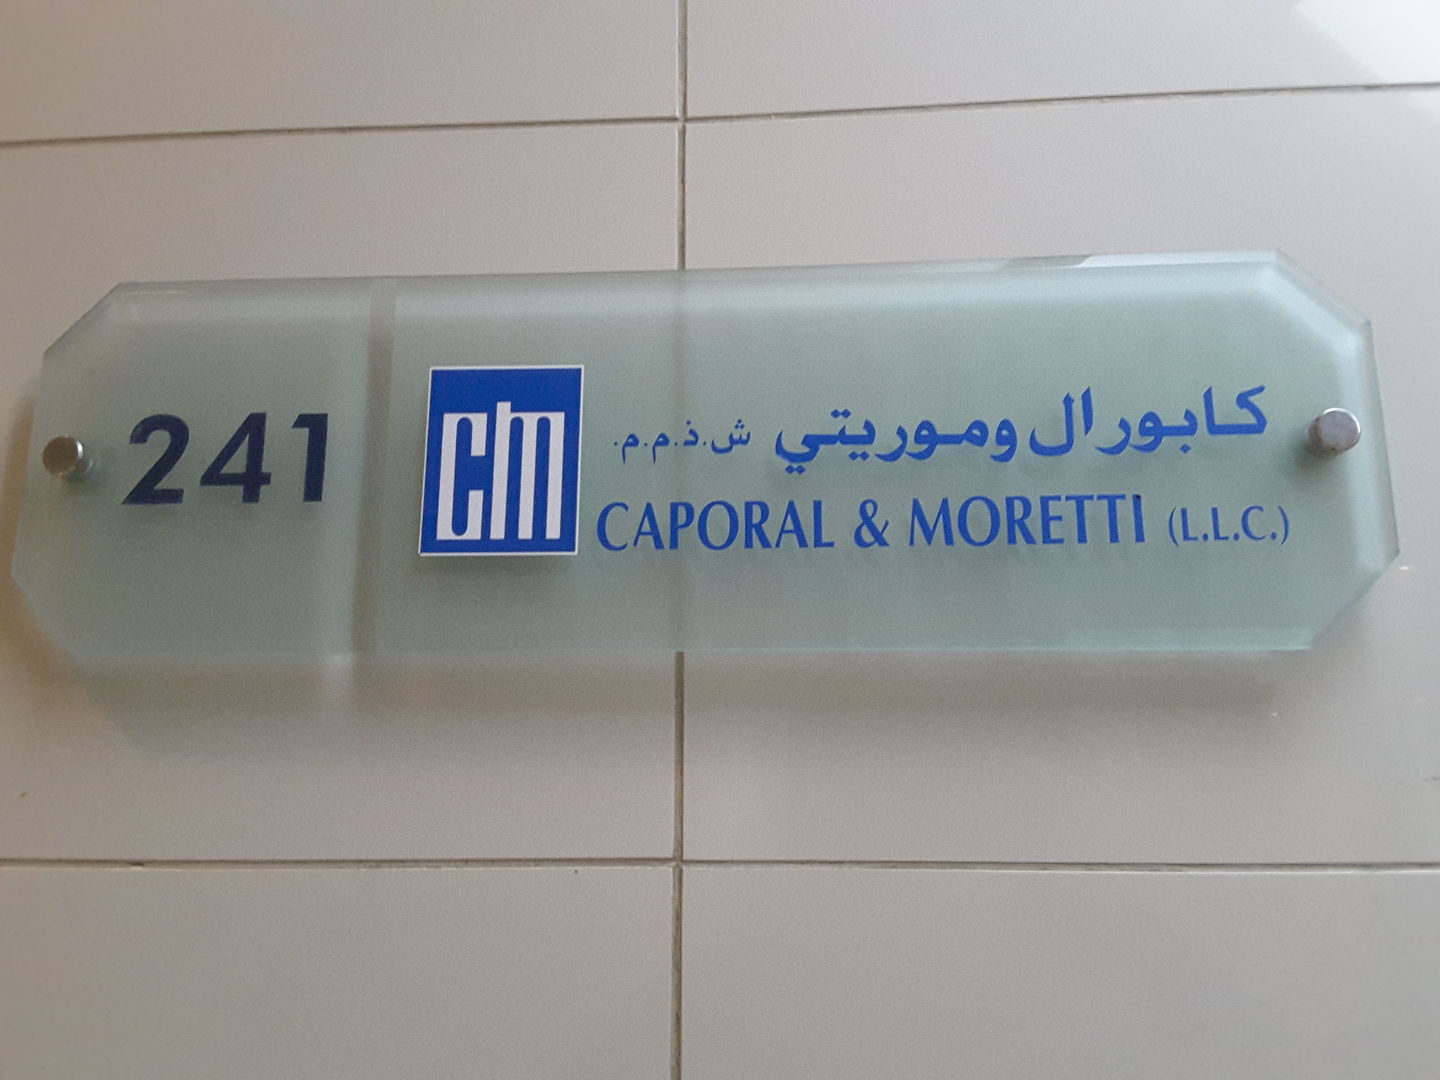 241
cm
كابورال وموريتي ش.ذ.م.م.
CAPORAL & MORETTI (L.L.C.)